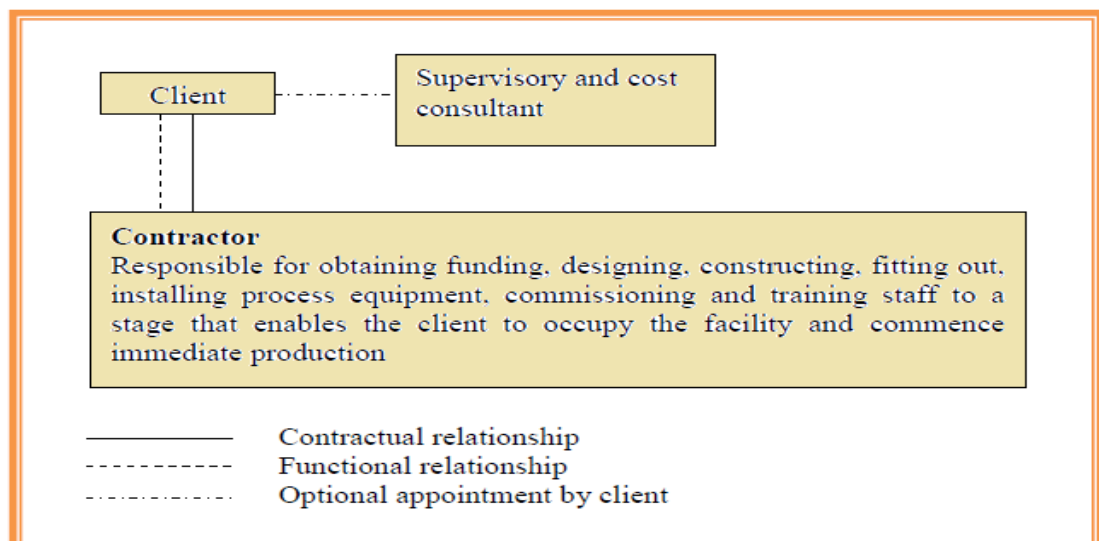 Client
Supervisory and cost
consultant
Contractor
Responsible for obtaining funding, designing, constructing, fitting out,
installing process equipment, commissioning and training staff to a
stage that enables the client to occupy the facility and commence
immediate production
Contractual relationship
Functional relationship
Optional appointment by client